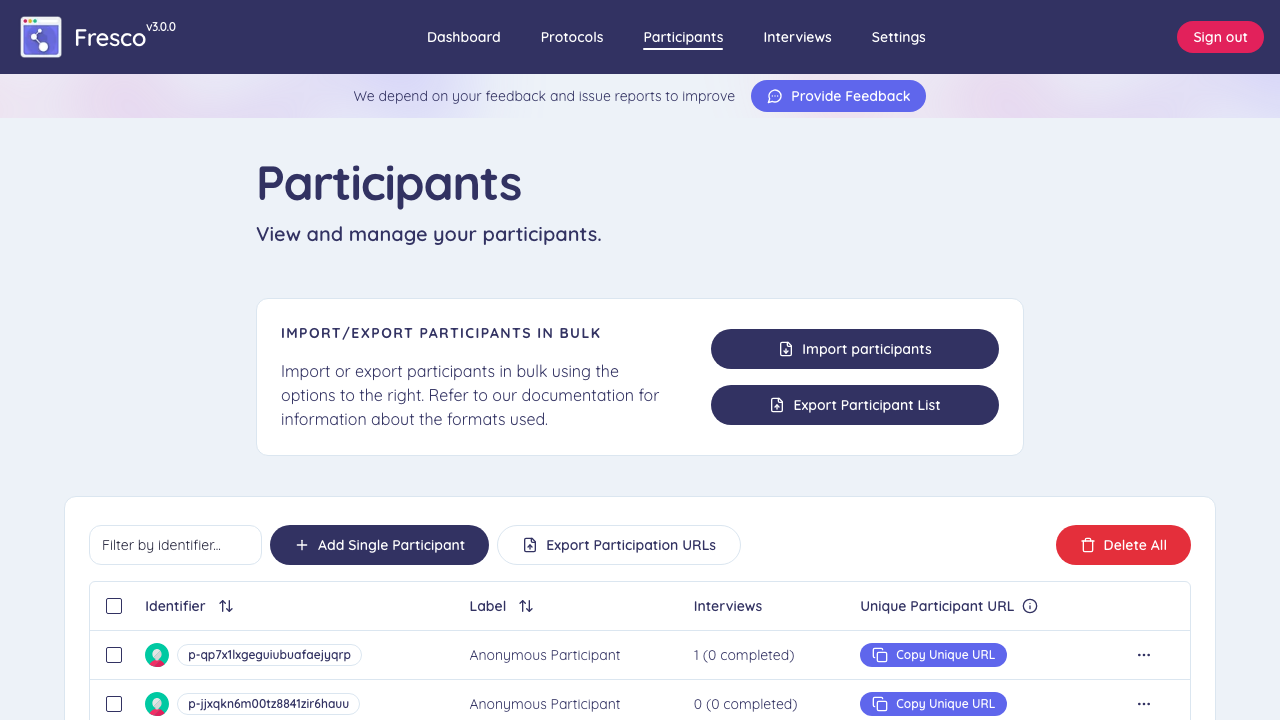 Fresco v3.0.0
Dashboard
Protocols
Participants
Interviews
Settings
Sign out
We depend on your feedback and issue reports to improve
Provide Feedback
Participants
View and manage your participants.
IMPORT/EXPORT PARTICIPANTS IN BULK
Import or export participants in bulk using the
options to the right. Refer to our documentation for
information about the formats used.
Import participants
Export Participant List
Filter by identifier...
Add Single Participant
Export Participation URLs
Delete All
Identifier
Label
Interviews
Unique Participant URL
p-qp7x1lxgeguiubuafaejyqrp
Anonymous Participant
1 (0 completed)
Copy Unique URL
p-jjxqkn6m00tz8841zir6hauu
Anonymous Participant
0 (0 completed)
Copy Unique URL